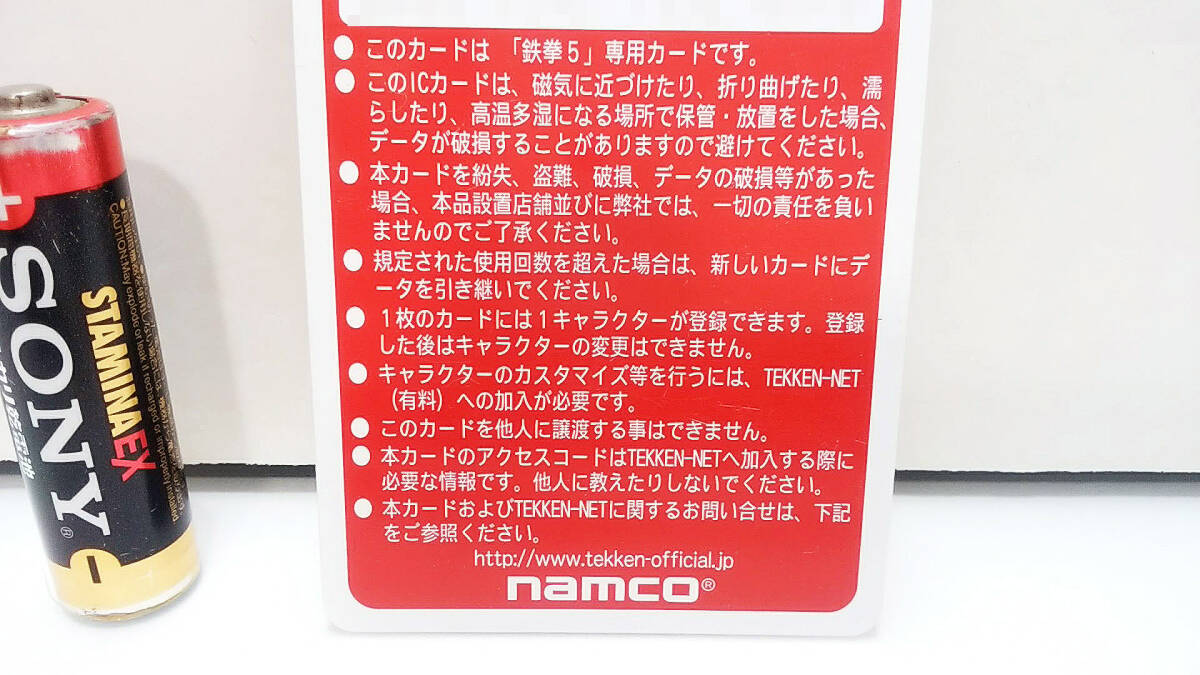 ● このカードは 「鉄拳5」専用カードです。
● このICカードは、磁気に近づけたり、折り曲げたり、濡
らしたり、高温多湿になる場所で保管・放置をした場合、
データが破損することがありますので避けてください。
● 本カードを紛失、盗難、破損、データの破損等があった
場合、本品設置店舗並びに弊社では、一切の責任を負い
ませんのでご了承ください。
● 規定された使用回数を超えた場合は、新しいカードにデ
ータを引き継いでください。
● 1枚のカードには1キャラクターが登録できます。登録
した後はキャラクターの変更はできません。
● キャラクターのカスタマイズ等を行うには、TEKKEN-NET
(有料) への加入が必要です。
● このカードを他人に譲渡する事はできません。
● 本カードのアクセスコードはTEKKEN-NETへ加入する際に
必要な情報です。他人に教えたりしないでください。
● 本カードおよびTEKKEN-NETに関するお問い合せは、下記
をご参照ください。
http://www.tekken-official.jp
namco®
+
SONY®
STAMINA EX
CAUTION:May explode or leak if recharged
−